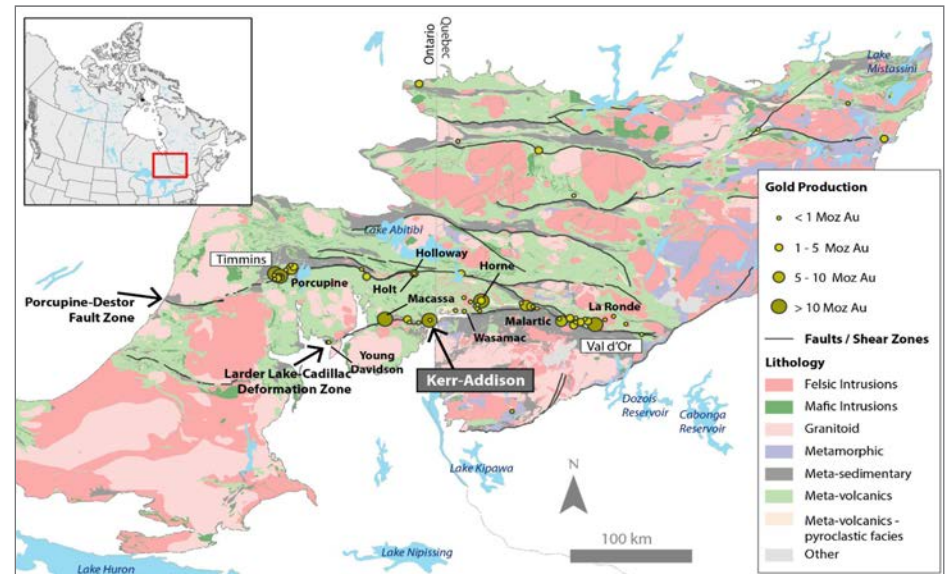 Ontario
Quebec
Lake
Mistassini
Lake Abitibi
Timmins
Porcupine
Holloway
Holt
Horne
Porcupine-Destor
Fault Zone
Macassa
Malartic
La Ronde
Wasamac
Val d'Or
Young
Davidson
Larder Lake-Cadillac
Deformation Zone
Kerr-Addison
Dozois
Reservoir
Cabonga
Reservoir
Lake Kipawa
N
100 km
Lake Nipissing
Lake Huron
Gold Production
< 1 Moz Au
1 - 5 Moz Au
5 - 10 Moz Au
> 10 Moz Au
Faults / Shear Zones
Lithology
Felsic Intrusions
Mafic Intrusions
Granitoid
Metamorphic
Meta-sedimentary
Meta-volcanics
Meta-volcanics -
pyroclastic facies
Other